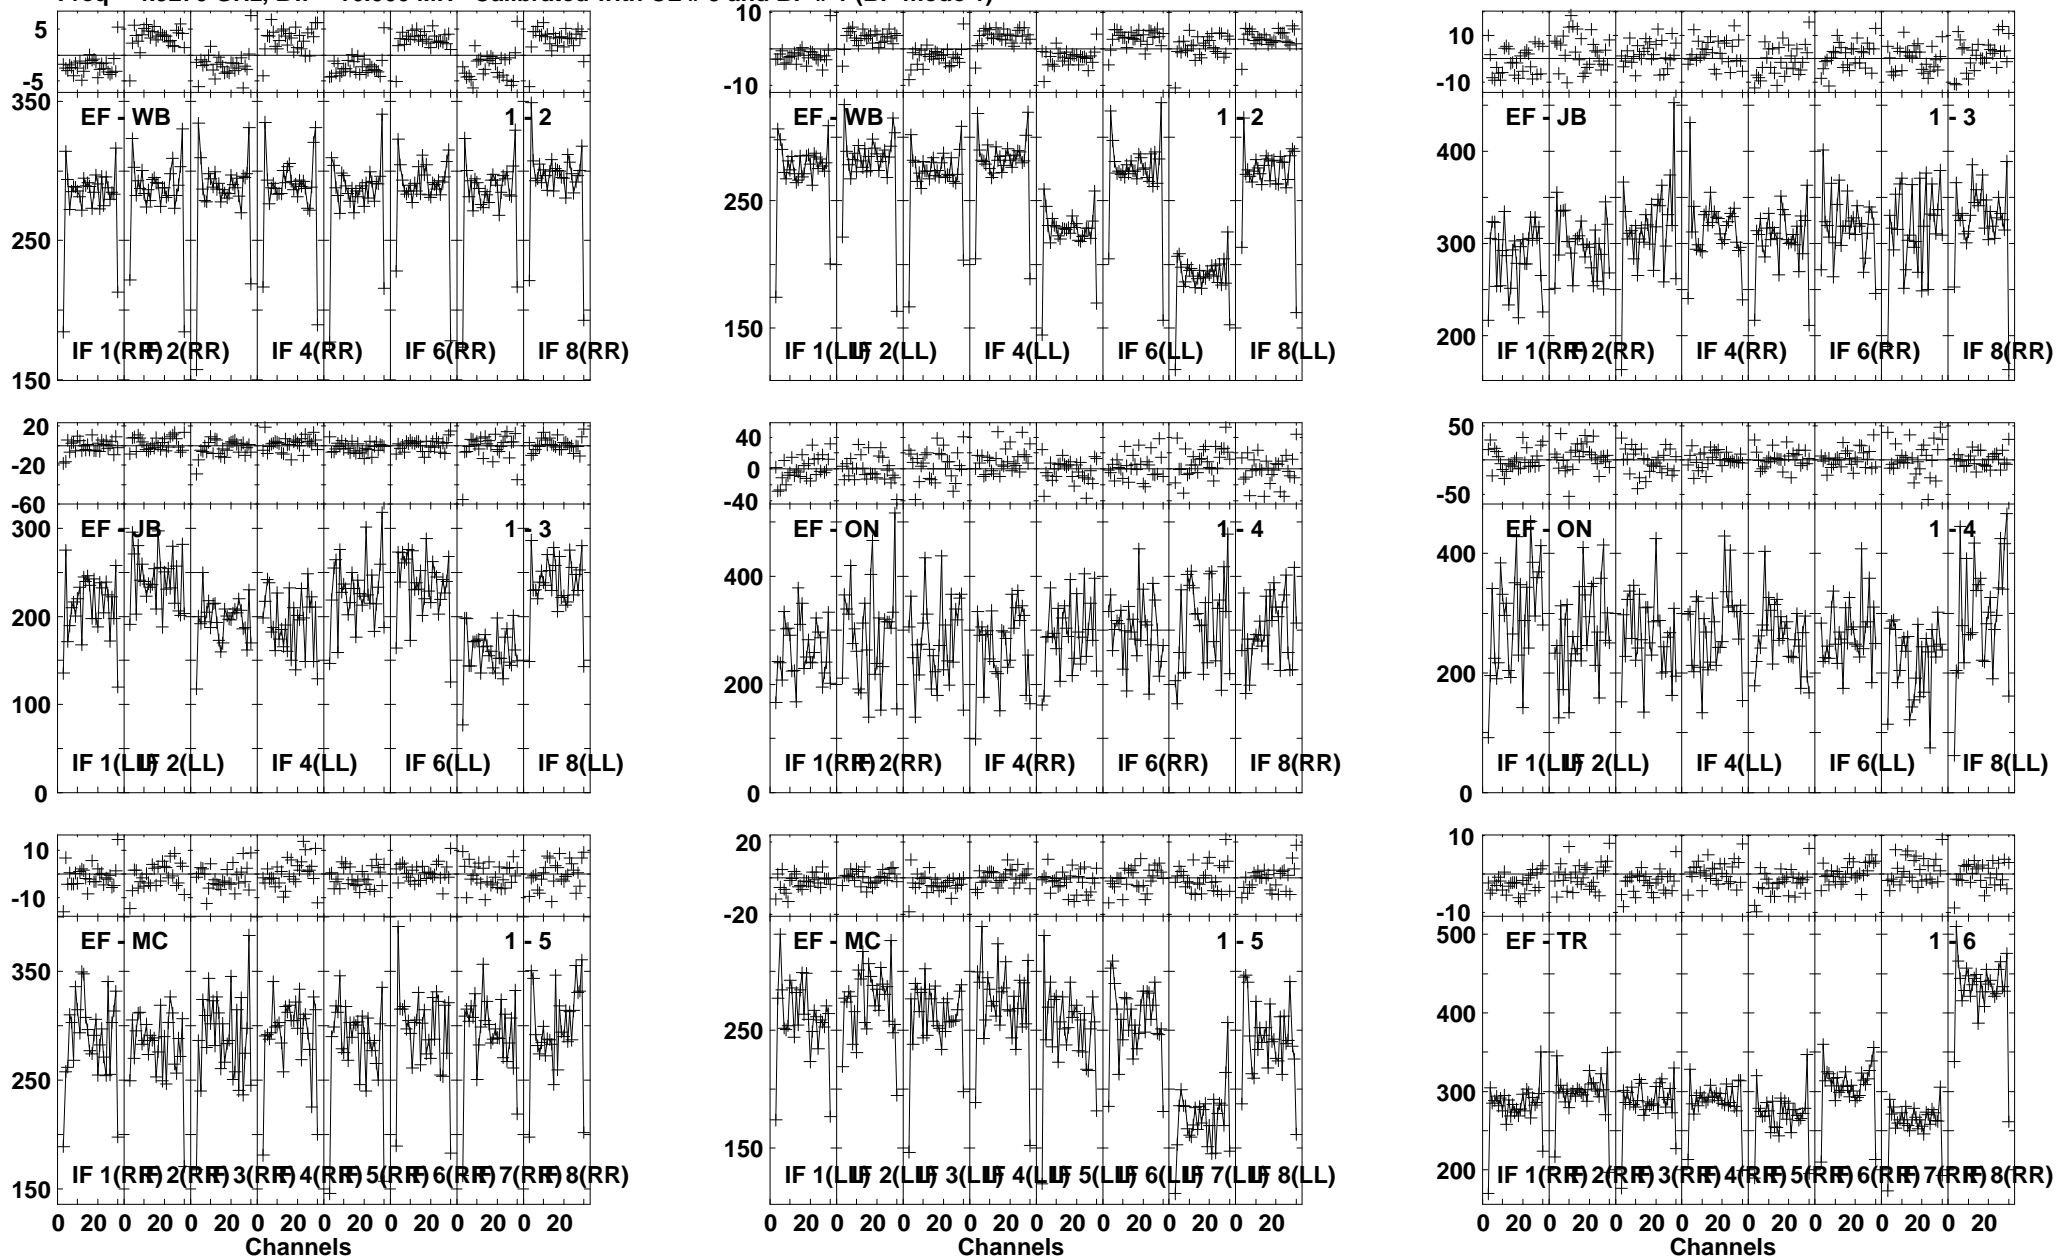 5
-5
350
250
150
EF - WB
1 - 2
IF 1(RR)
IF 2(RR)
IF 4(RR)
IF 6(RR)
IF 8(RR)
10
-10
250
150
EF - WB
1 - 2
IF 1(LL)
IF 2(LL)
IF 4(LL)
IF 6(LL)
IF 8(LL)
10
-10
400
300
200
EF - JB
1 - 3
IF 1(RR)
IF 2(RR)
IF 4(RR)
IF 6(RR)
IF 8(RR)
20
-20
-60
300
200
100
0
EF - JB
1 - 3
IF 1(LL)
IF 2(LL)
IF 4(LL)
IF 6(LL)
IF 8(LL)
40
0
-40
400
200
0
EF - ON
1 - 4
IF 1(RR)
IF 2(RR)
IF 4(RR)
IF 6(RR)
IF 8(RR)
50
-50
400
200
0
EF - ON
1 - 4
IF 1(LL)
IF 2(LL)
IF 4(LL)
IF 6(LL)
IF 8(LL)
10
-10
350
250
150
EF - MC
1 - 5
IF 1(RR)
IF 2(RR)
IF 3(RR)
IF 4(RR)
IF 5(RR)
IF 6(RR)
IF 7(RR)
IF 8(RR)
0 20 0 20 0 20 0 20 0 20 0 20 0 20 0 20
Channels
20
-20
250
150
EF - MC
1 - 5
IF 1(LL)
IF 2(LL)
IF 3(LL)
IF 4(LL)
IF 5(LL)
IF 6(LL)
IF 7(LL)
IF 8(LL)
0 20 0 20 0 20 0 20 0 20 0 20 0 20 0 20
Channels
10
-10
500
400
300
200
EF - TR
1 - 6
IF 1(RR)
IF 2(RR)
IF 3(RR)
IF 4(RR)
IF 5(RR)
IF 6(RR)
IF 7(RR)
IF 8(RR)
0 20 0 20 0 20 0 20 0 20 0 20 0 20 0 20
Channels